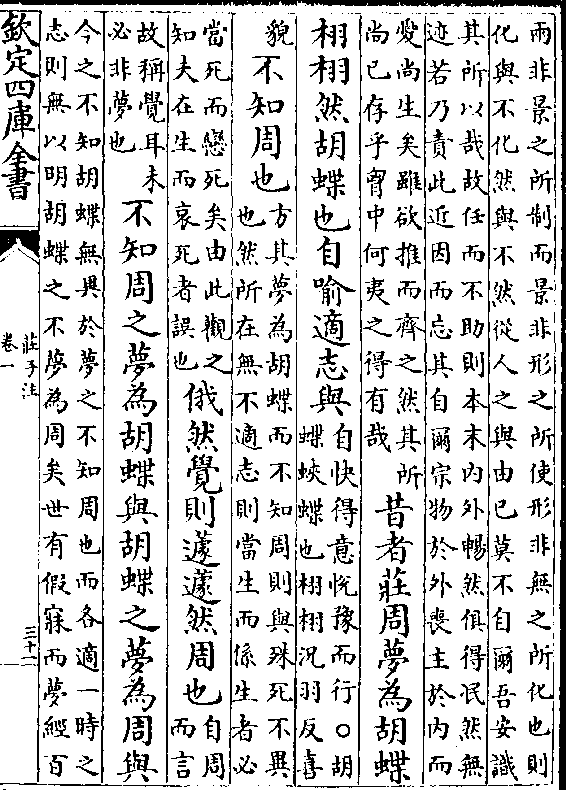 兩非景之所制而景非形之所使形非無之所化也則
化與不化然與不然從人之與由已莫不自爾吾安識
其所以哉故任而不助則本末內外暢然俱得泯然無
迹若乃責此近因而忘其自爾宗物於外喪主於內而
愛尚生矣雖欲推而齊之然其所
尚已存乎胷中何夷之得有哉
昔者莊周夢為胡蝶
栩栩然胡蝶也自喻適志與
自快得意悅豫而行○胡
蝶蛺蝶也栩栩況羽反喜
貌
不知周也
方其夢為胡蝶而不知周則與殊死不異
也然所在無不適志則當生而係生者必
當死而戀死矣由此觀之
知夫在生而哀死者誤也
俄然覺則蘧蘧然周也
自周
而言
故稱覺耳未
必非夢也
不知周之夢為胡蝶與胡蝶之夢為周與
今之不知胡蝶無異於夢之不知周也而各適一時之
志則無以明胡蝶之不夢為周矣世有假寐而夢經百
欽定四庫全書
莊子注
卷一
三十二